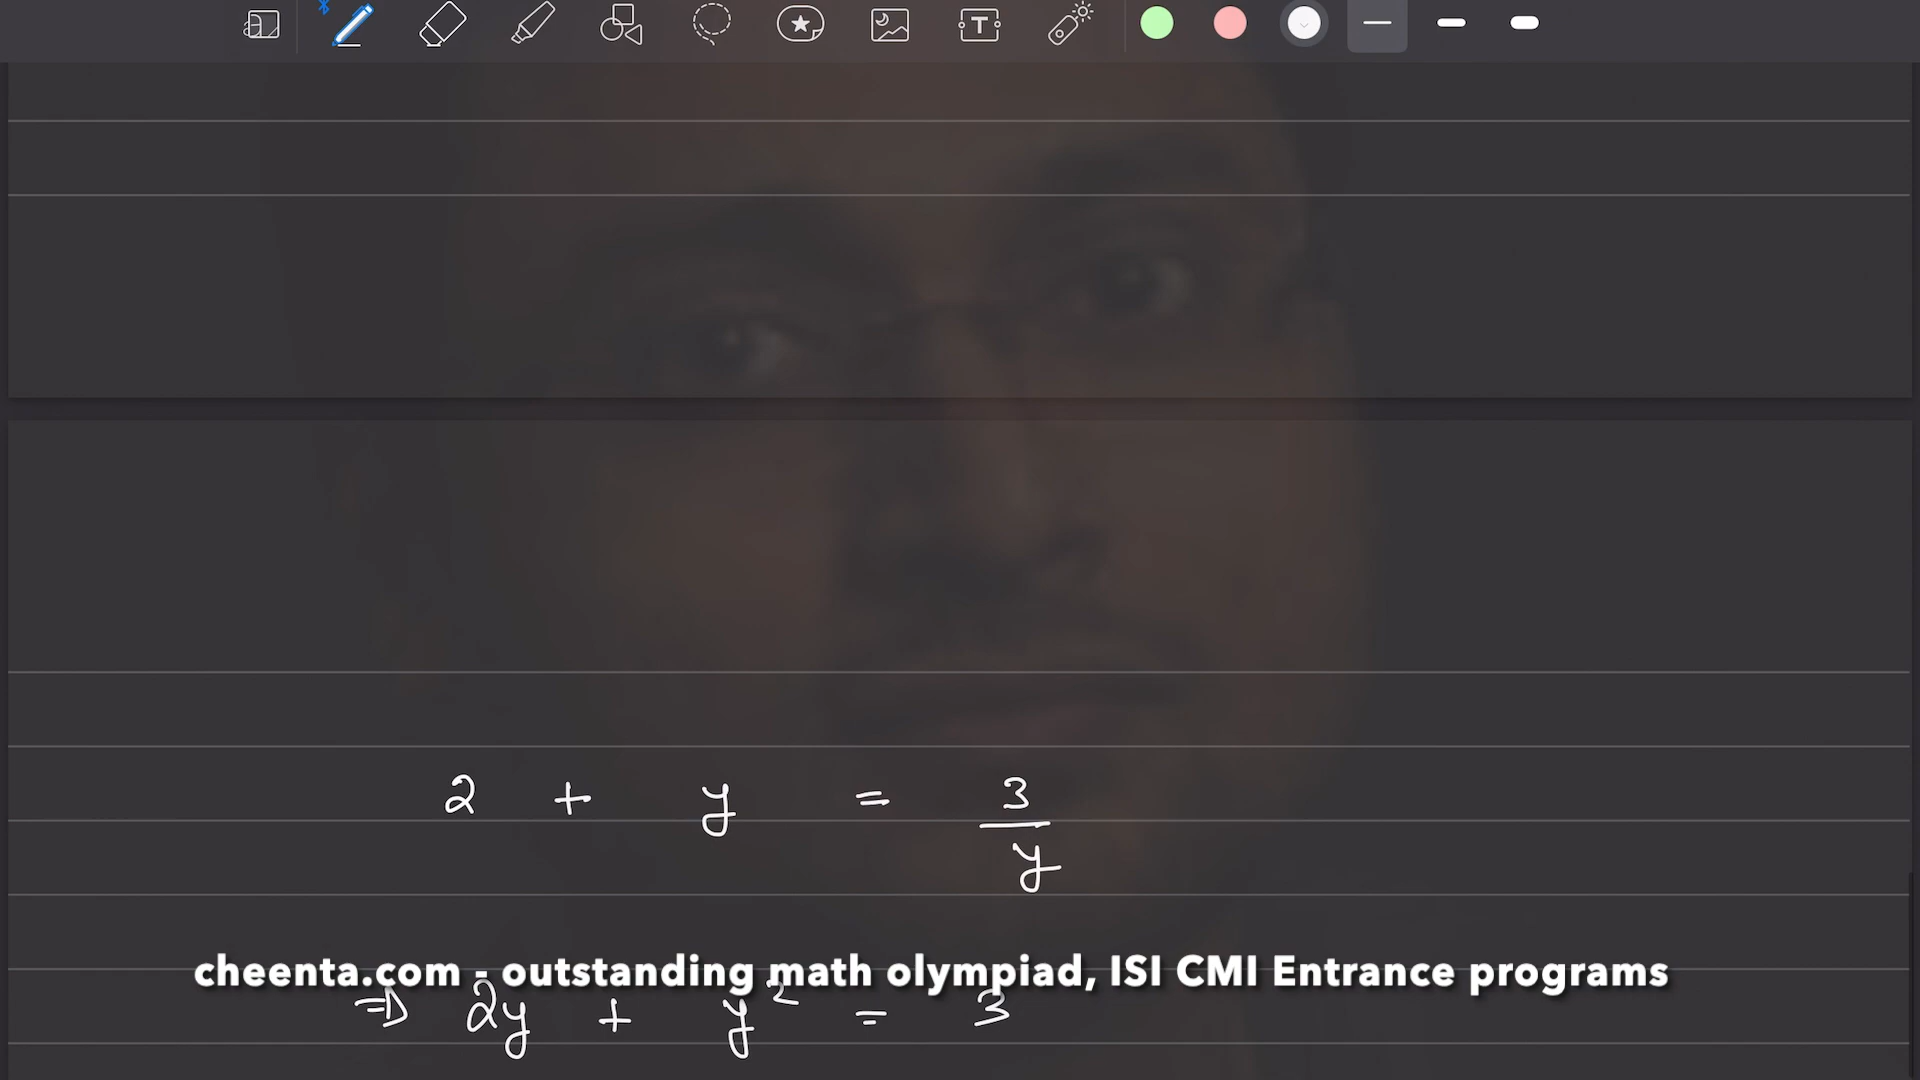 2 + y = 3/y
cheenta.com - outstanding math olympiad, ISI CMI Entrance programs
⇒ 2y + y² = 3